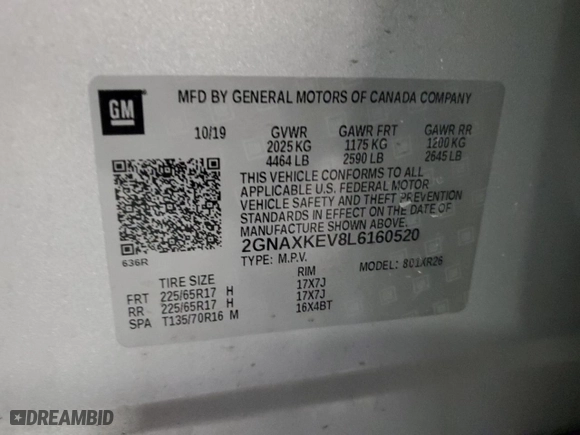 GM
MFD BY GENERAL MOTORS OF CANADA COMPANY
10/19 GVWR GAWR FRT GAWR RR
2025 KG 1175 KG 1200 KG
4464 LB 2590 LB 2645 LB
THIS VEHICLE CONFORMS TO ALL
APPLICABLE U.S. FEDERAL MOTOR
VEHICLE SAFETY AND THEFT PREVENTION
STANDARDS IN EFFECT ON THE DATE OF
MANUFACTURE SHOWN ABOVE.
2GNAXKEV8L6160520
636R
TYPE: M.P.V. MODEL:
TIRE SIZE RIM
FRT 225/65R17 H 17X7J
RR 225/65R17 H 17X7J
SPA T135/70R16 M 16X4BT
DREAMBID